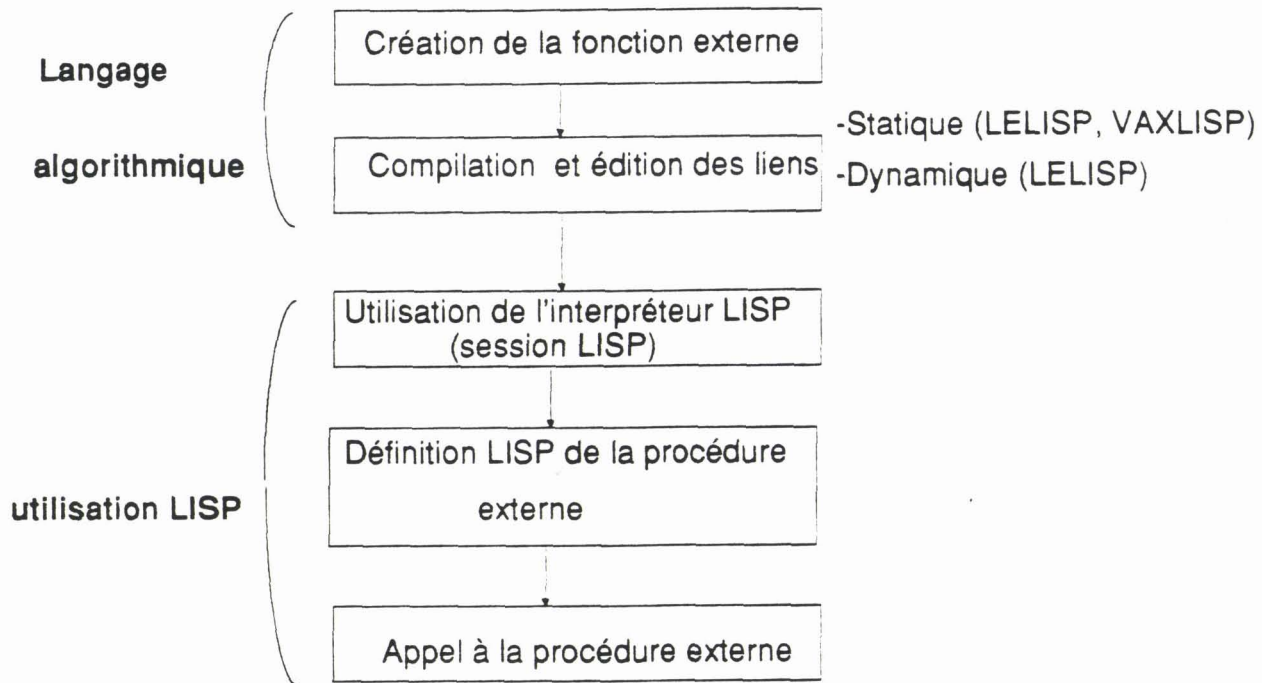 Création de la fonction externe
Langage
algorithmique
Compilation et édition des liens
-Statique (LELISP, VAXLISP)
-Dynamique (LELISP)
Utilisation de l'interpréteur LISP
(session LISP)
Définition LISP de la procédure
externe
utilisation LISP
Appel à la procédure externe